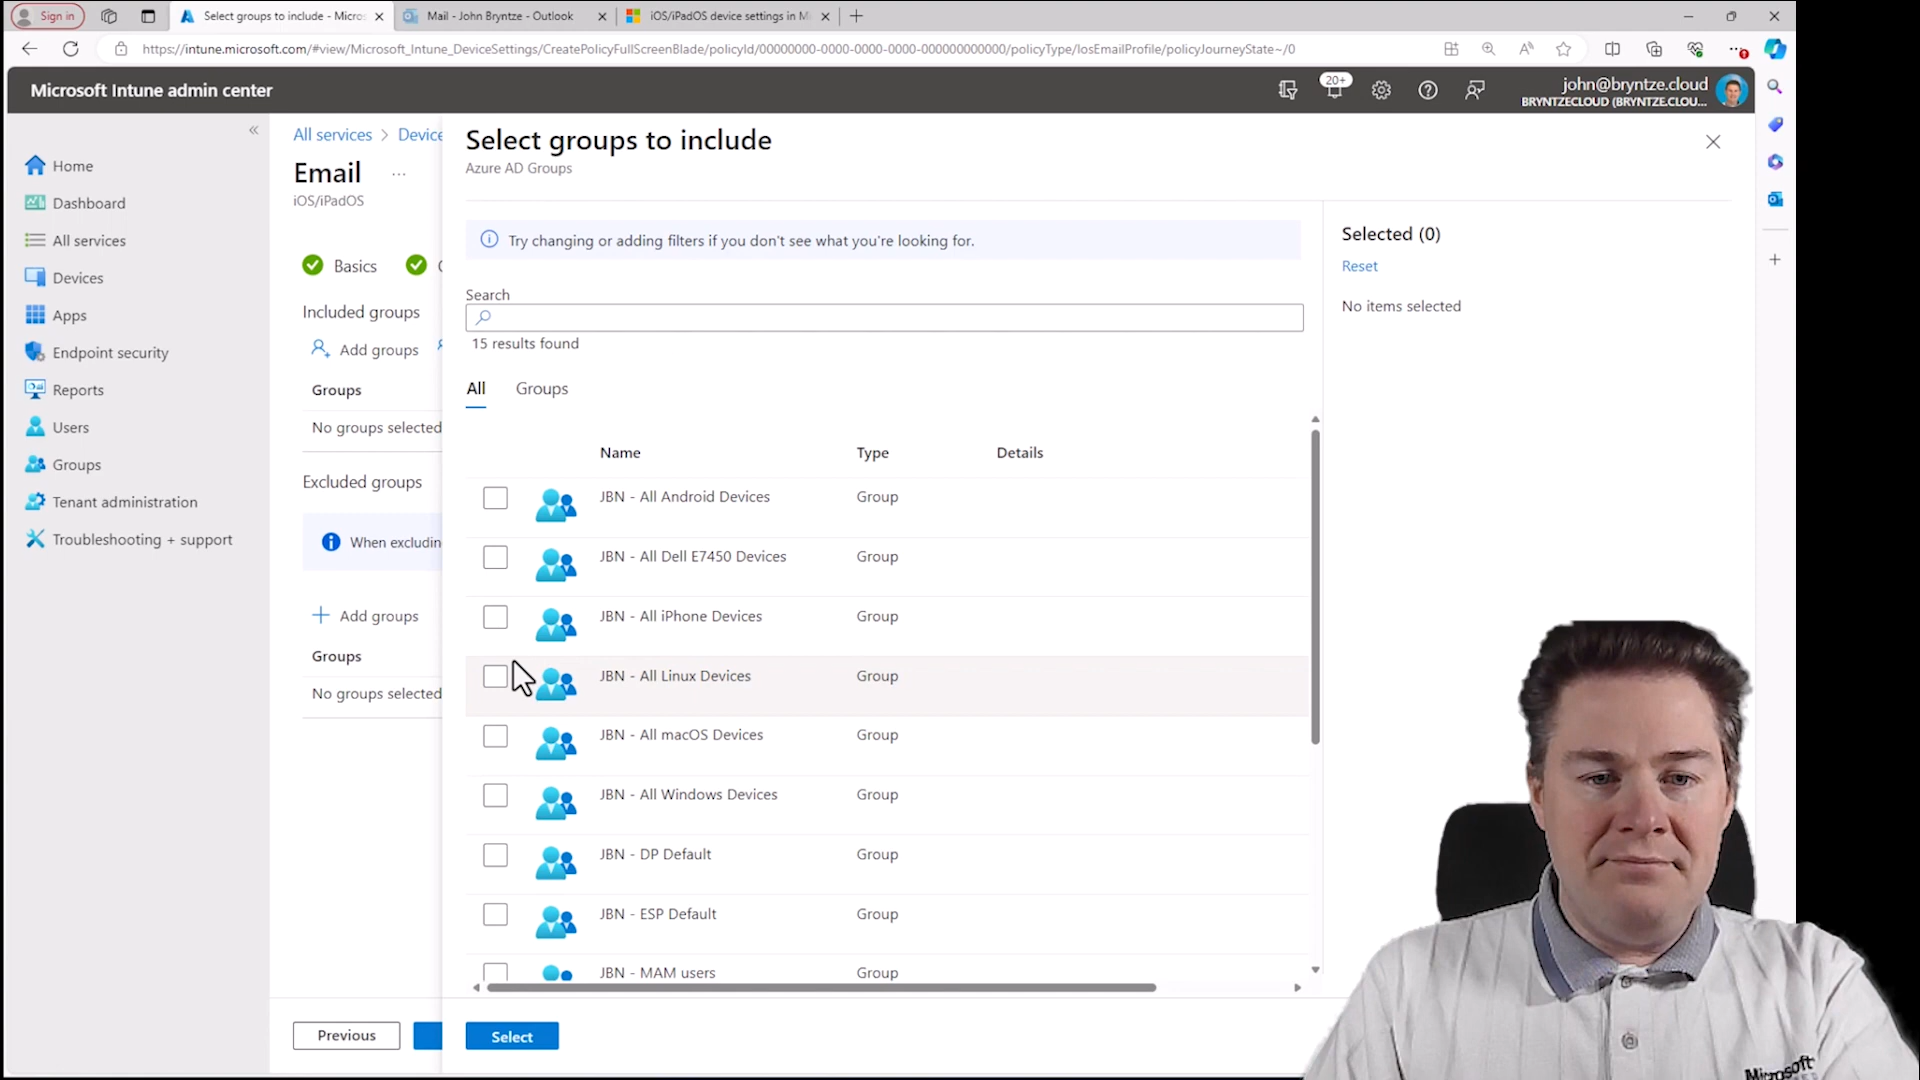 Sign in
Select groups to include - Micros
Mail - John Bryntze - Outlook
iOS/iPadOS device settings in M
https://intune.microsoft.com/#view/Microsoft_Intune_DeviceSettings/CreatePolicyFullScreenBlade/policyId/00000000-0000-0000-0000-000000000000/policyType/IosEmailProfile/policyJourneyState~/0
Microsoft Intune admin center
20+
john@bryntze.cloud
BRYNTZECLOUD (BRYNTZE.CLOU...
Home
Dashboard
All services
Devices
Apps
Endpoint security
Reports
Users
Groups
Tenant administration
Troubleshooting + support
All services > Device
Email ...
iOS/iPadOS
Basics
Included groups
Add groups
Groups
No groups selected
Excluded groups
When excludin
Add groups
Groups
No groups selected
Previous
Select groups to include
Azure AD Groups
Try changing or adding filters if you don't see what you're looking for.
Search
15 results found
All Groups
Name Type Details
JBN - All Android Devices Group
JBN - All Dell E7450 Devices Group
JBN - All iPhone Devices Group
JBN - All Linux Devices Group
JBN - All macOS Devices Group
JBN - All Windows Devices Group
JBN - DP Default Group
JBN - ESP Default Group
JBN - MAM users Group
Select
Selected (0)
Reset
No items selected
Microsoft